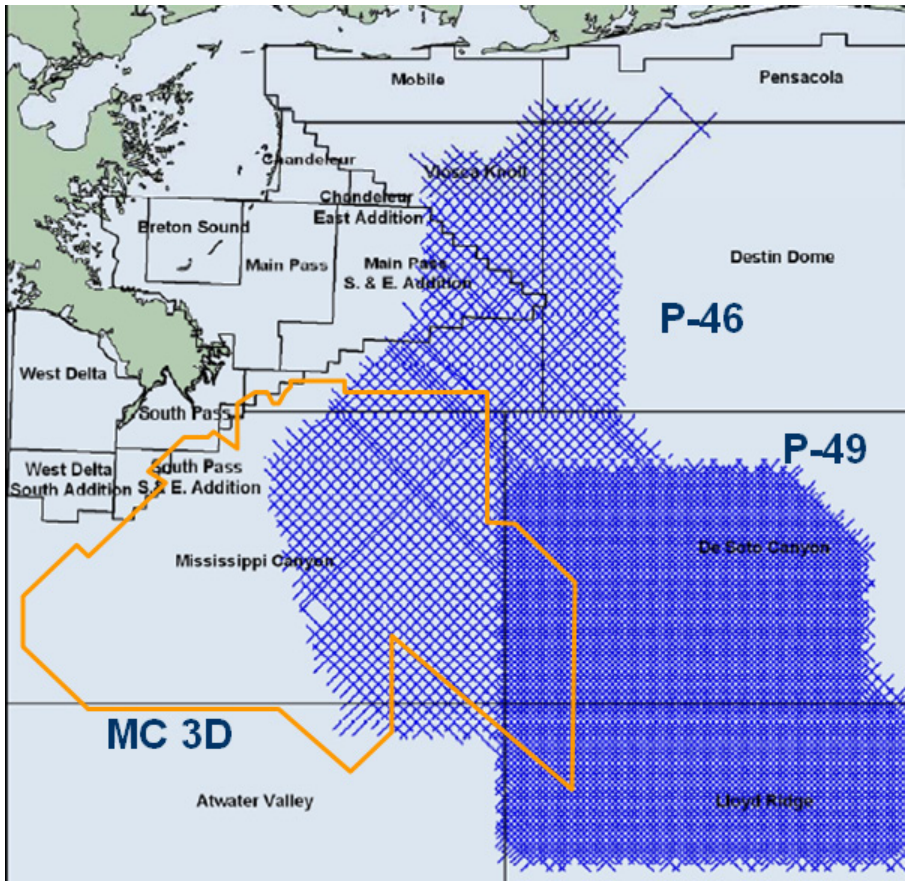 Mobile
Pensacola
Chandeleur
Viosca Knoll
Chandeleur
East Addition
Breton Sound
Main Pass
Main Pass
S. & E. Addition
Destin Dome
P-46
West Delta
South Pass
P-49
West Delta
South Addition
South Pass
S. & E. Addition
De Soto Canyon
Mississippi Canyon
MC 3D
Atwater Valley
Lloyd Ridge